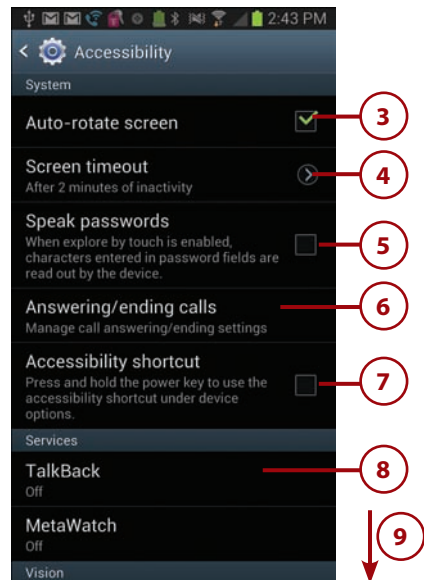 2:43 PM
< Accessibility
System
Auto-rotate screen
3
Screen timeout
After 2 minutes of inactivity
4
Speak passwords
When explore by touch is enabled,
characters entered in password fields are
read out by the device.
5
Answering/ending calls
Manage call answering/ending settings
6
Accessibility shortcut
Press and hold the power key to use the
accessibility shortcut under device
options.
7
Services
TalkBack
Off
8
MetaWatch
Off
9
Vision